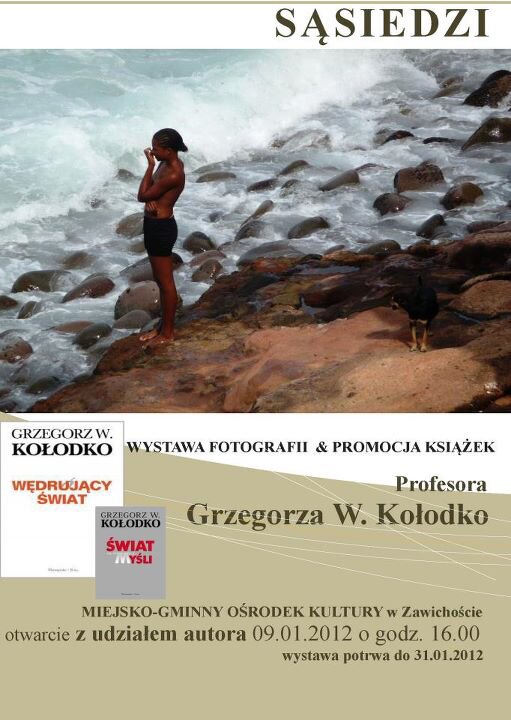 SĄSIEDZI
GRZEGORZ W.
KOŁODKO
WĘDRUJĄCY
ŚWIAT
WYSTAWA FOTOGRAFII & PROMOCJA KSIĄŻEK
Profesora
Grzegorza W. Kołodko
GRZEGORZ W.
KOŁODKO
ŚWIAT
MYŚLI
MIEJSKO-GMINNY OŚRODEK KULTURY w Zawichoście
otwarcie z udziałem autora 09.01.2012 o godz. 16.00
wystawa potrwa do 31.01.2012